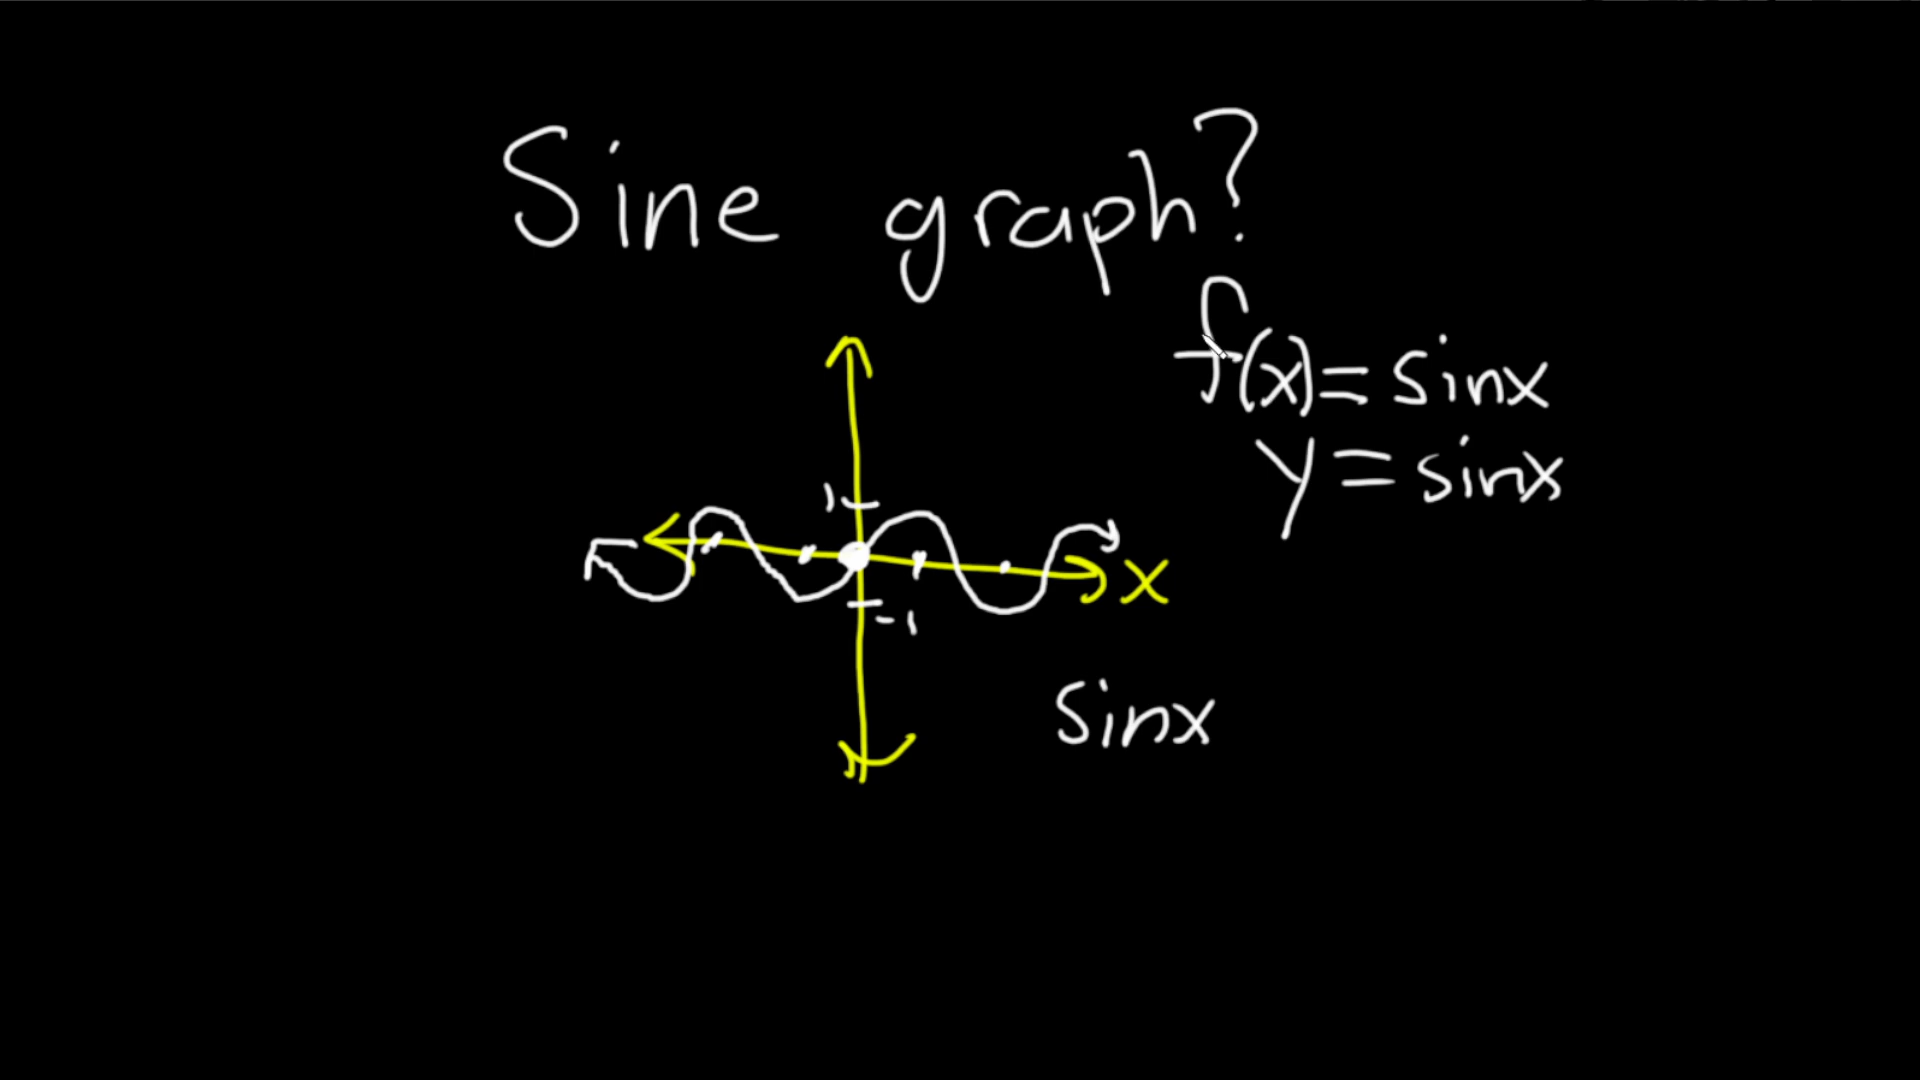 Sine graph?
f(x) = sinx
y = sinx
1
x
-1
sinx